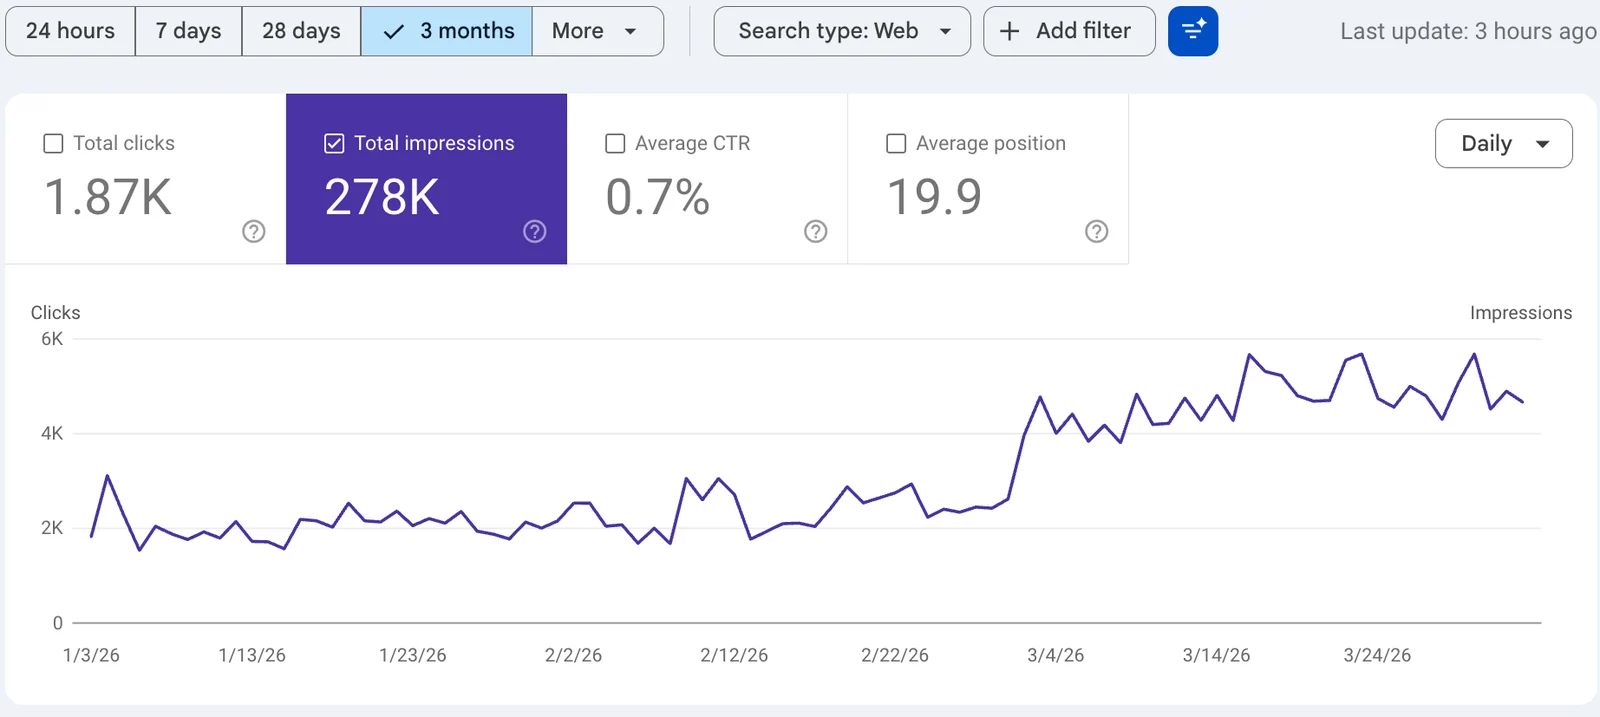 24 hours 7 days 28 days 3 months More Search type: Web Add filter Last update: 3 hours ago
Total clicks Total impressions Average CTR Average position Daily
1.87K 278K 0.7% 19.9
Clicks Impressions
6K
4K
2K
0
1/3/26 1/13/26 1/23/26 2/2/26 2/12/26 2/22/26 3/4/26 3/14/26 3/24/26